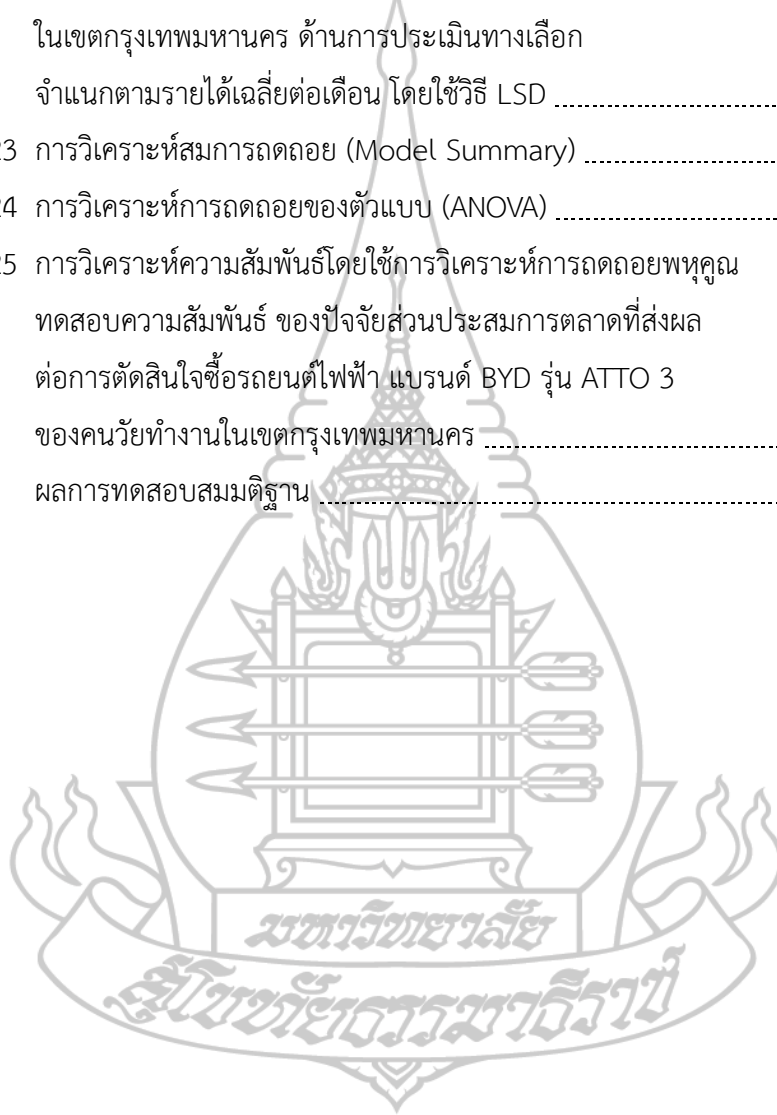 ในเขตกรุงเทพมหานคร ด้านการประเมินทางเลือก
จำแนกตามรายได้เฉลี่ยต่อเดือน โดยใช้วิธี LSD
23 การวิเคราะห์สมการถดถอย (Model Summary)
24 การวิเคราะห์การถดถอยของตัวแบบ (ANOVA)
25 การวิเคราะห์ความสัมพันธ์โดยใช้การวิเคราะห์การถดถอยพหุคูณ
ทดสอบความสัมพันธ์ ของปัจจัยส่วนประสมการตลาดที่ส่งผล
ต่อการตัดสินใจซื้อรถยนต์ไฟฟ้า แบรนด์ BYD รุ่น ATTO 3
ของคนวัยทำงานในเขตกรุงเทพมหานคร
ผลการทดสอบสมมติฐาน
มหาวิทยาลัย
สุโขทัยธรรมาธิราช